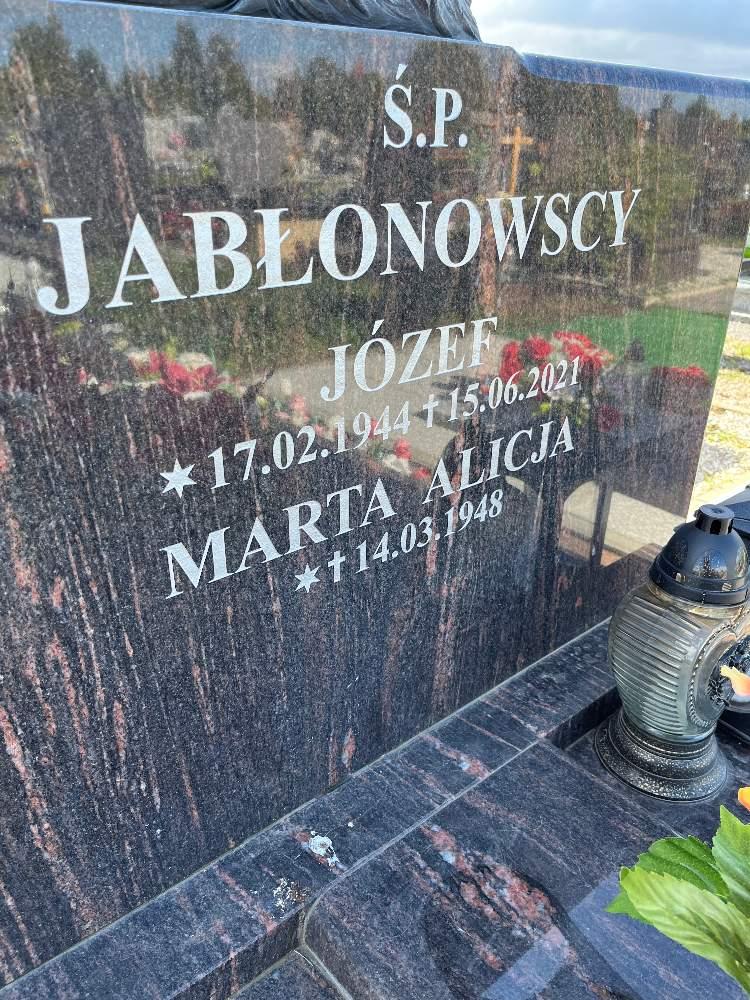 Ś.P.
JABŁONOWSCY
JÓZEF
✶ 17.02.1944 ✝ 15.06.2021
MARTA ALICJA
✶ ✝ 14.03.1948